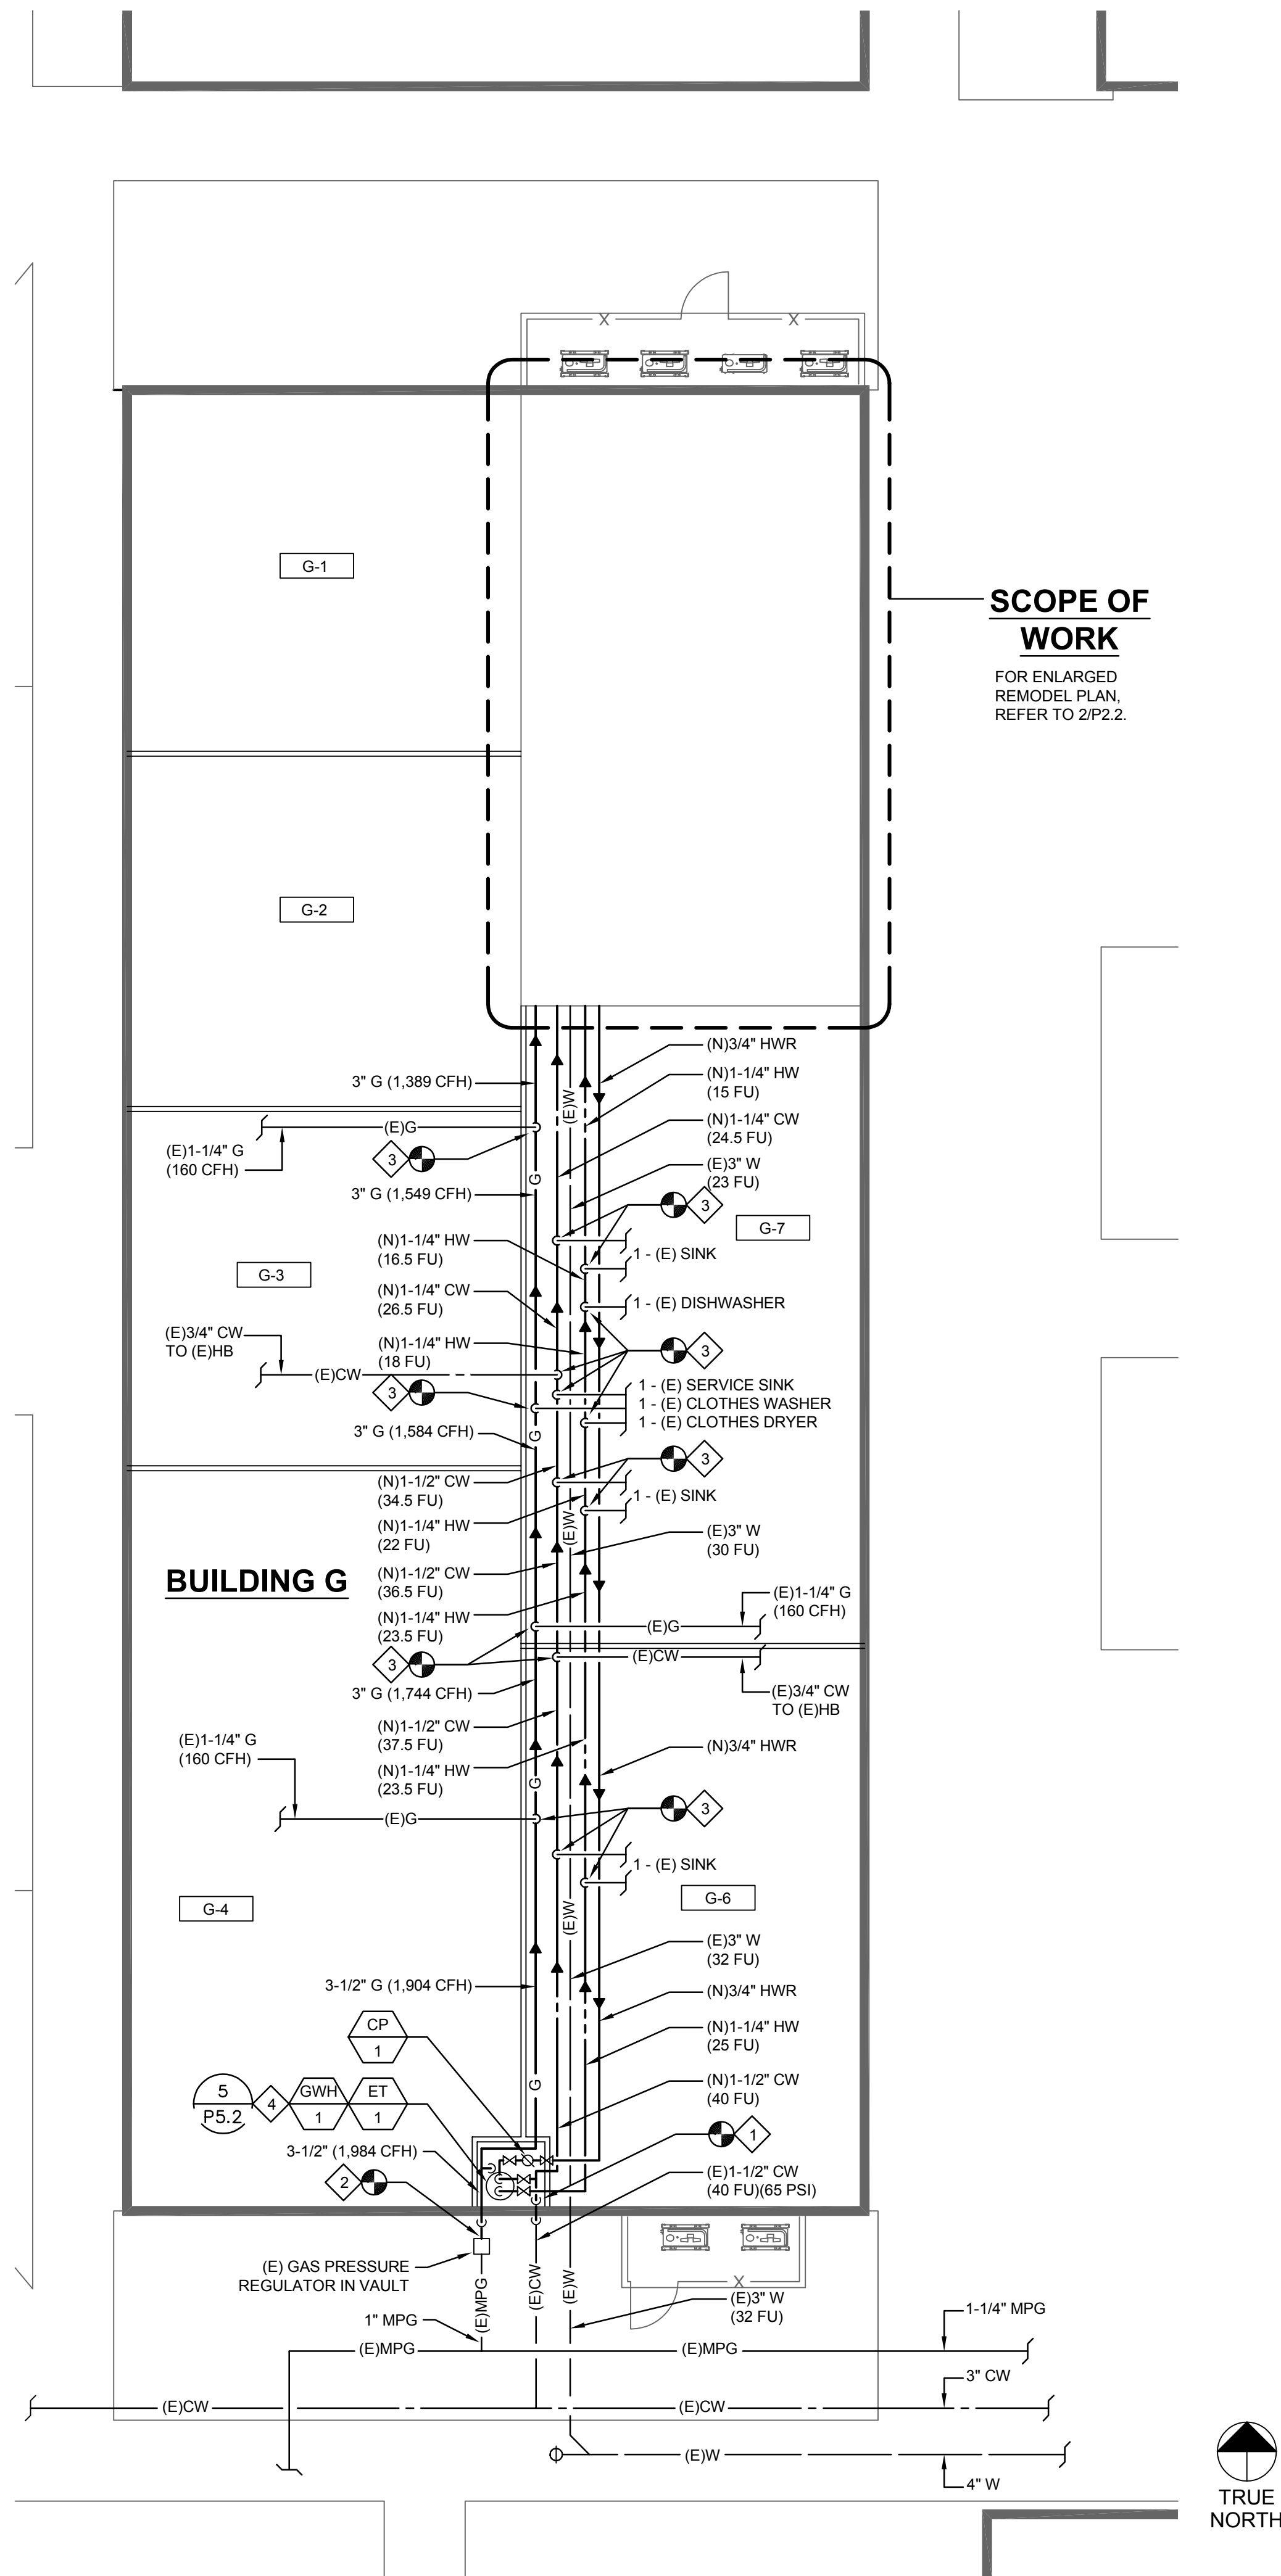 X
X
G-1
SCOPE OF
WORK
FOR ENLARGED
REMODEL PLAN,
REFER TO 2/P2.2.
G-2
(N)3/4" HWR
(N)1-1/4" HW
(15 FU)
3" G (1,389 CFH)
(E)W
(N)1-1/4" CW
(24.5 FU)
(E)G
(E)1-1/4" G
(160 CFH)
3
(E)3" W
(23 FU)
G
3" G (1,549 CFH)
3
G-7
(N)1-1/4" HW
(16.5 FU)
1 - (E) SINK
G-3
(N)1-1/4" CW
(26.5 FU)
1 - (E) DISHWASHER
(E)3/4" CW
TO (E)HB
(N)1-1/4" HW
(18 FU)
3
(E)CW
3
1 - (E) SERVICE SINK
1 - (E) CLOTHES WASHER
1 - (E) CLOTHES DRYER
3" G (1,584 CFH)
G
3
(N)1-1/2" CW
(34.5 FU)
1 - (E) SINK
(N)1-1/4" HW
(22 FU)
(E)W
(E)3" W
(30 FU)
BUILDING G
(N)1-1/2" CW
(36.5 FU)
(E)1-1/4" G
(160 CFH)
(N)1-1/4" HW
(23.5 FU)
(E)G
(E)CW
3
3" G (1,744 CFH)
(E)3/4" CW
TO (E)HB
(N)1-1/2" CW
(37.5 FU)
(E)1-1/4" G
(160 CFH)
(N)3/4" HWR
(N)1-1/4" HW
(23.5 FU)
G
3
(E)G
1 - (E) SINK
G-4
G-6
(E)W
(E)3" W
(32 FU)
3-1/2" G (1,904 CFH)
(N)3/4" HWR
CP
1
(N)1-1/4" HW
(25 FU)
5
P5.2
4
GWH
1
ET
1
G
(N)1-1/2" CW
(40 FU)
1
3-1/2" (1,984 CFH)
2
(E)1-1/2" CW
(40 FU)(65 PSI)
(E) GAS PRESSURE
REGULATOR IN VAULT
X
(E)MPG
(E)CW
(E)W
(E)3" W
(32 FU)
1" MPG
1-1/4" MPG
(E)MPG
(E)MPG
3" CW
(E)CW
(E)CW
(E)W
4" W
TRUE
NORTH